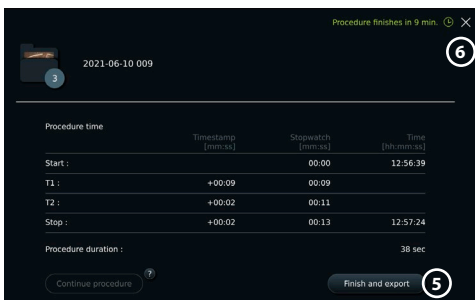 Procedure finishes in 9 min.
6
2021-06-10 009
3
Procedure time
Timestamp [mm:ss] Stopwatch [mm:ss] Time [hh:mm:ss]
Start : 00:00 12:56:39
T1 : +00:09 00:09
T2 : +00:02 00:11
Stop : +00:02 00:13 12:57:24
Procedure duration : 38 sec
Continue procedure ? Finish and export 5